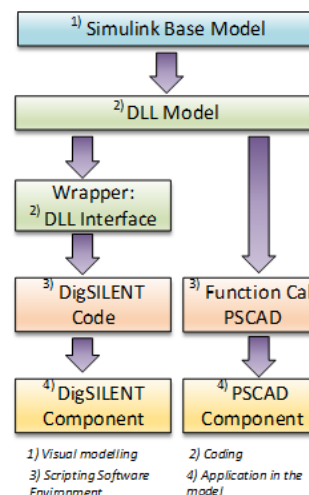 1) Simulink Base Model
2) DLL Model
Wrapper:
2) DLL Interface
3) DigSILENT
Code
3) Function Cal
PSCAD
4) DigSILENT
Component
4) PSCAD
Component
1) Visual modelling
2) Coding
3) Scripting Software
Environment
4) Application in the
model